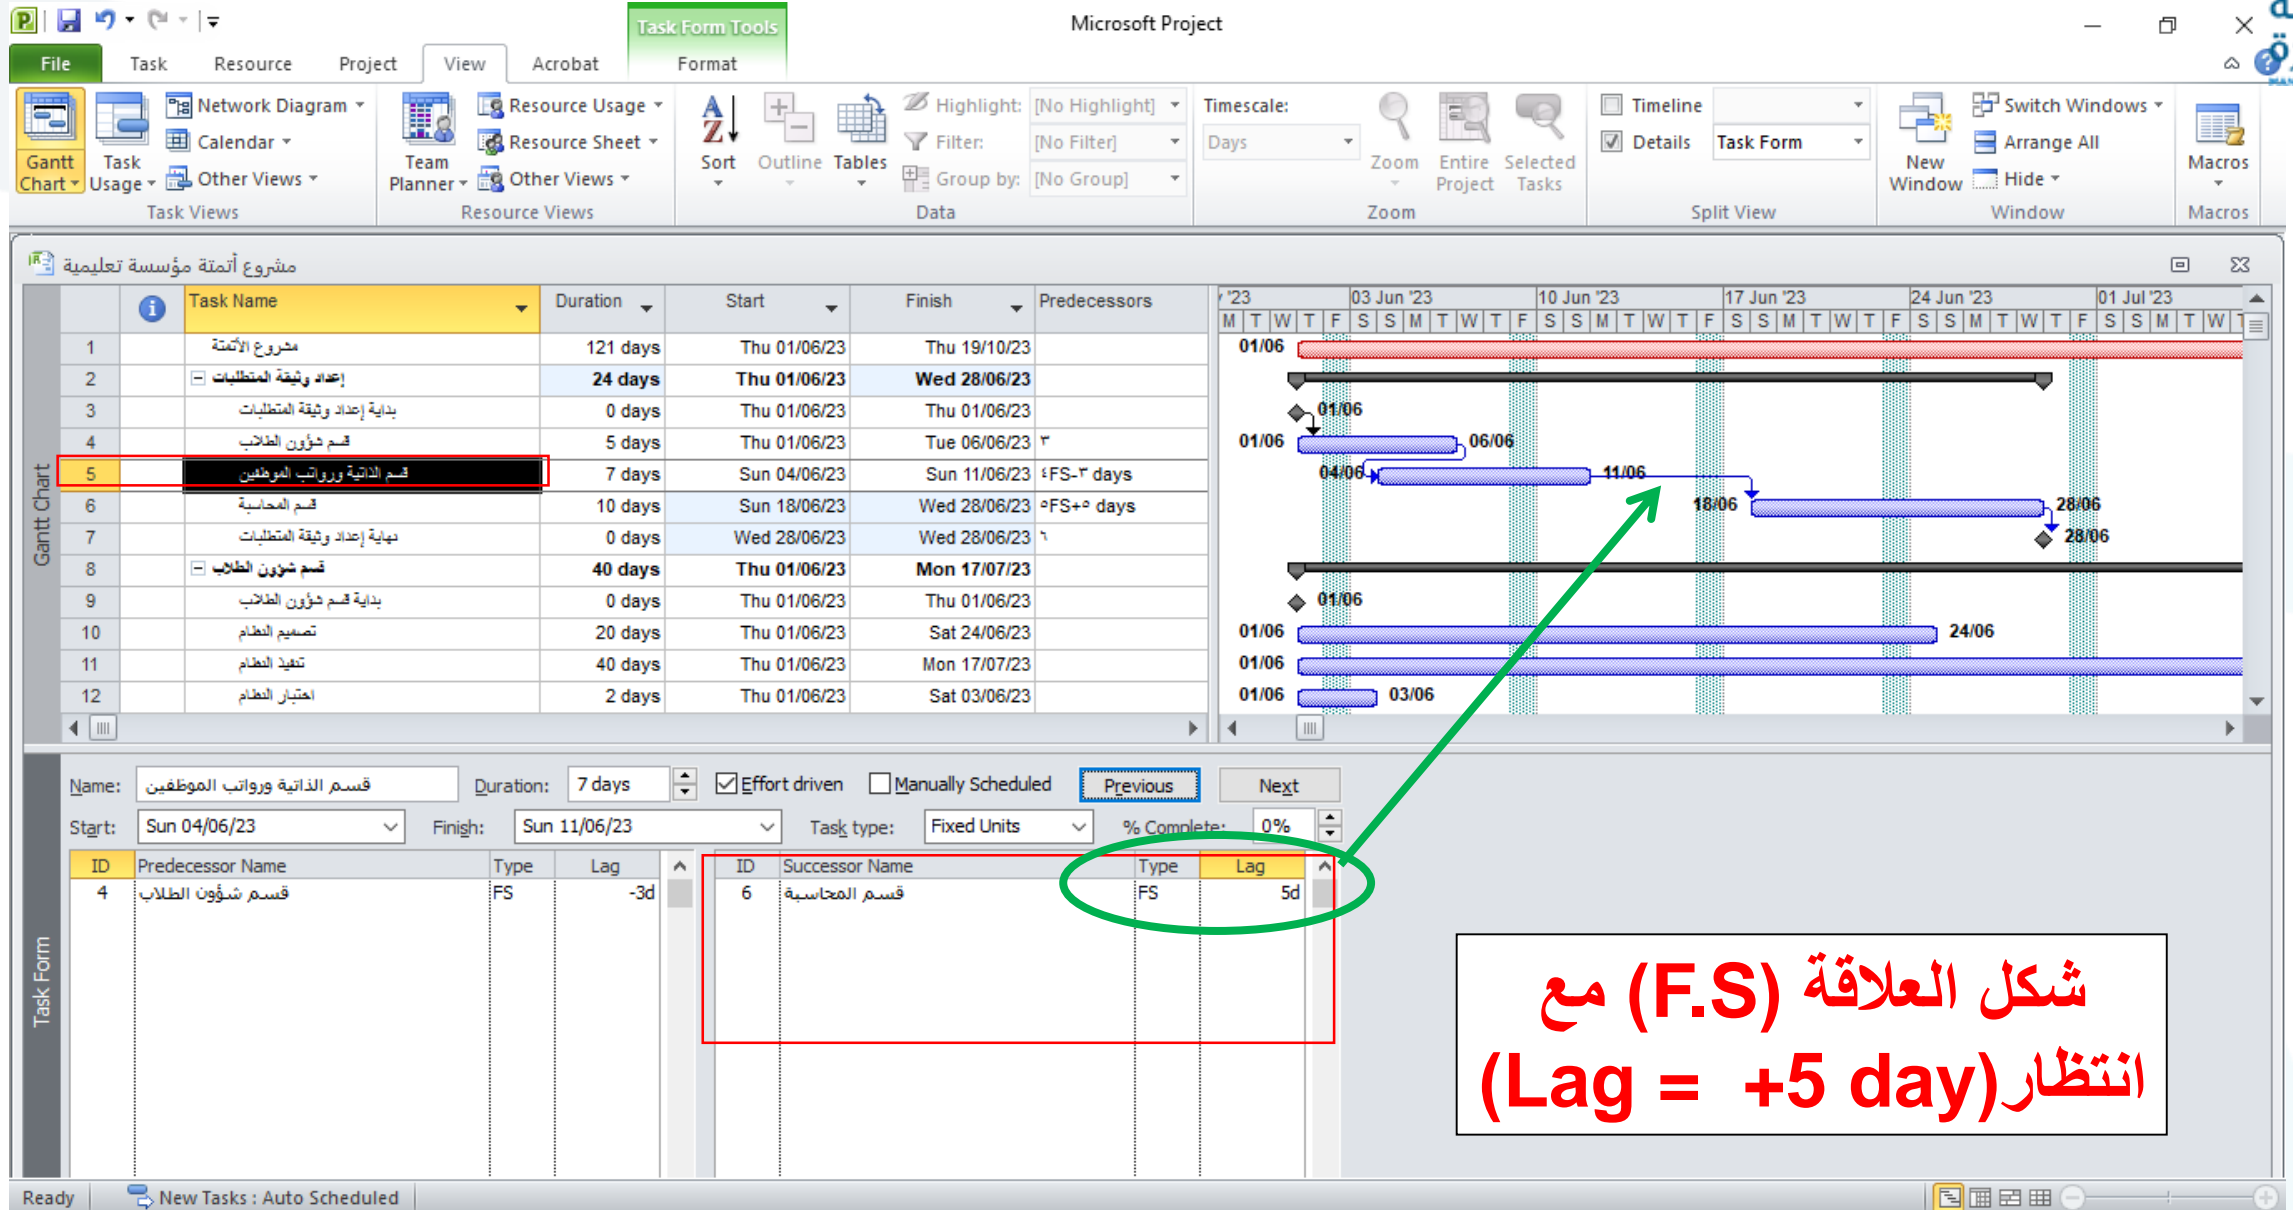 Task Form Tools
Microsoft Project
File Task Resource Project View Acrobat Format
Network Diagram
Resource Usage
Highlight: [No Highlight]
Timescale:
Timeline
Switch Windows
Calendar
Resource Sheet
Filter: [No Filter]
Days
Details Task Form
Arrange All
Gantt Chart
Task Usage
Other Views
Team Planner
Other Views
Sort Outline Tables
Group by: [No Group]
Zoom
Entire Project
Selected Tasks
New Window
Hide
Macros
Task Views Resource Views Data Zoom Split View Window Macros
مشروع أتمتة مؤسسة تعليمية
Task Name Duration Start Finish Predecessors
'23 03 Jun '23 10 Jun '23 17 Jun '23 24 Jun '23 01 Jul '23
M T W T F S S M T W T F S S M T W T F S S M T W T F S S M T W T F S S M T W
1 مشروع الأتمتة 121 days Thu 01/06/23 Thu 19/10/23 01/06
2 إعداد وثيقة المتطلبات 24 days Thu 01/06/23 Wed 28/06/23
3 بداية إعداد وثيقة المتطلبات 0 days Thu 01/06/23 Thu 01/06/23 01/06
4 قسم شؤون الطلاب 5 days Thu 01/06/23 Tue 06/06/23 ٣ 01/06 06/06
5 قسم الذاتية ورواتب الموظفين 7 days Sun 04/06/23 Sun 11/06/23 ٤FS-٣ days 04/06 11/06
6 قسم المحاسبة 10 days Sun 18/06/23 Wed 28/06/23 ٥FS+٥ days 18/06 28/06
7 نهاية إعداد وثيقة المتطلبات 0 days Wed 28/06/23 Wed 28/06/23 ٦ 28/06
8 قسم شؤون الطلاب 40 days Thu 01/06/23 Mon 17/07/23
9 بداية قسم شؤون الطلاب 0 days Thu 01/06/23 Thu 01/06/23 01/06
10 تصميم النظام 20 days Thu 01/06/23 Sat 24/06/23 01/06 24/06
11 تنفيذ النظام 40 days Thu 01/06/23 Mon 17/07/23 01/06
12 اختبار النظام 2 days Thu 01/06/23 Sat 03/06/23 01/06 03/06
Gantt Chart
Name: قسم الذاتية ورواتب الموظفين Duration: 7 days Effort driven Manually Scheduled Previous Next
Start: Sun 04/06/23 Finish: Sun 11/06/23 Task type: Fixed Units % Complete: 0%
ID Predecessor Name Type Lag ID Successor Name Type Lag
4 قسم شؤون الطلاب FS -3d 6 قسم المحاسبة FS 5d
Task Form
شكل العلاقة (F.S) مع
انتظار(Lag = +5 day)
Ready New Tasks : Auto Scheduled